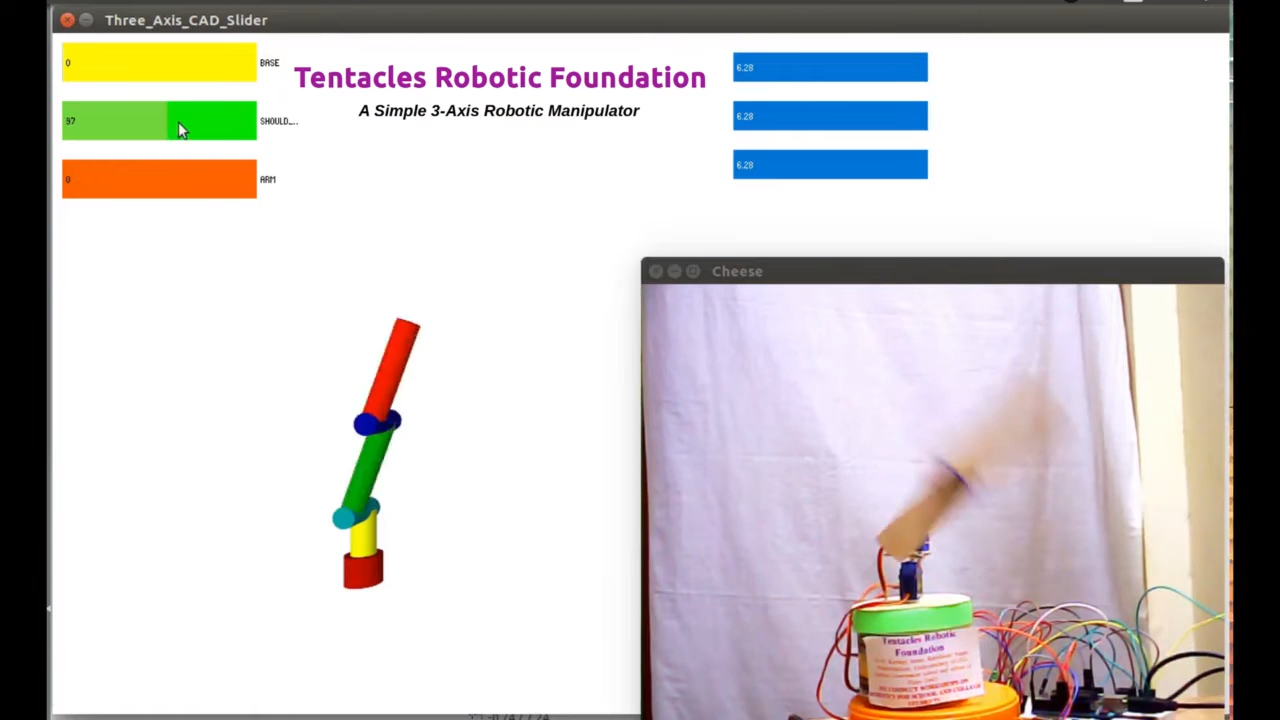 Three_Axis_CAD_Slider
0
BASE
97
SHOULD...
0
ARM
Tentacles Robotic Foundation
A Simple 3-Axis Robotic Manipulator
6.28
6.28
6.28
Cheese
Tentacles Robotic
Foundation